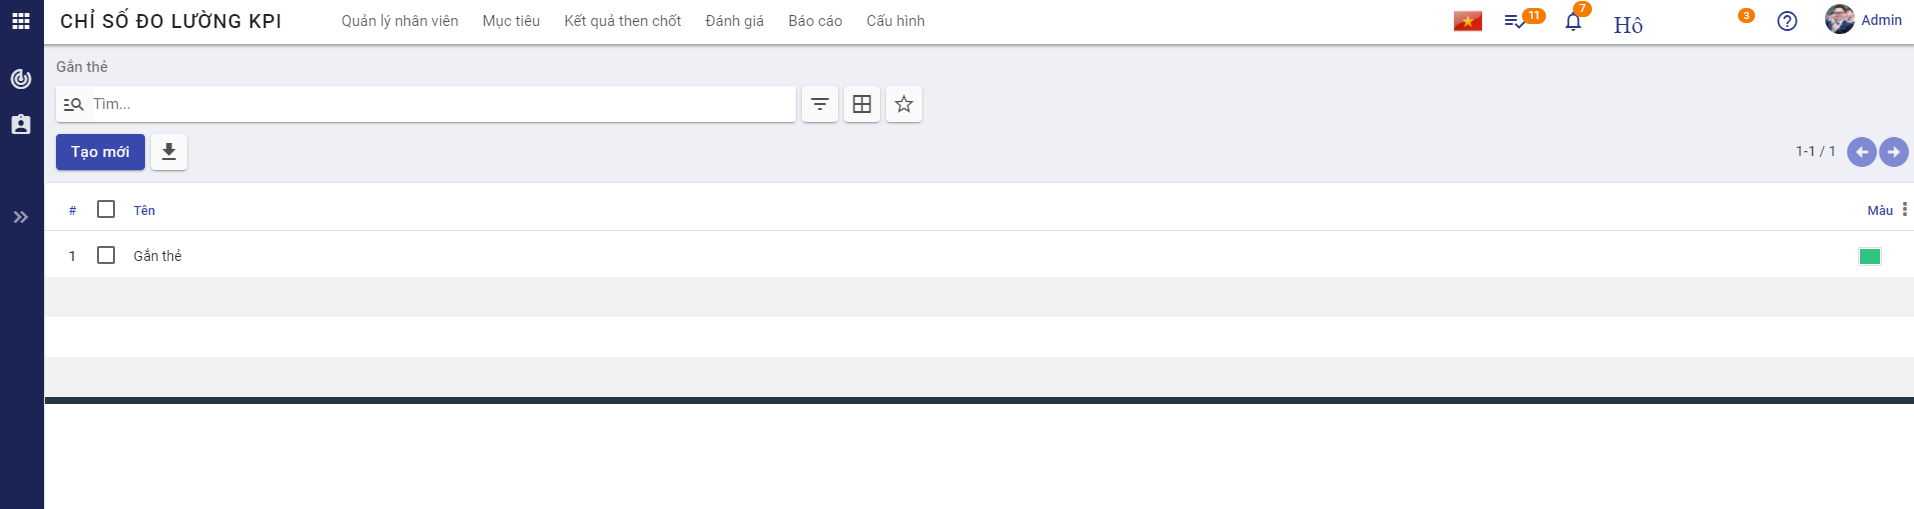 CHỈ SỐ ĐO LƯỜNG KPI Quản lý nhân viên Mục tiêu Kết quả then chốt Đánh giá Báo cáo Cấu hình 11 7 Hô 3 Admin
Gắn thẻ
Tìm...
Tạo mới 1-1 / 1
# Tên Màu
1 Gắn thẻ